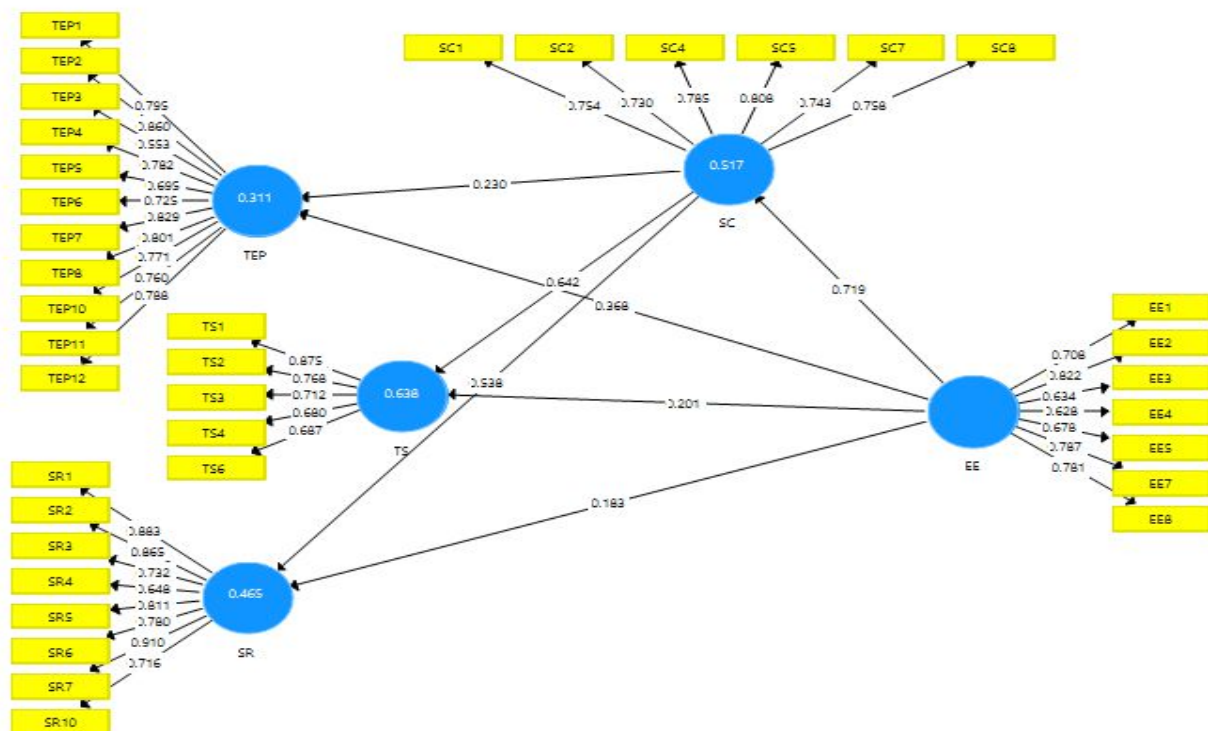 TEP1
TEP2
TEP3
TEP4
TEP5
TEP6
TEP7
TEP8
TEP10
TEP11
TEP12
0.795
0.860
0.553
0.782
0.695
0.725
0.829
0.801
0.771
0.760
0.788
0.311
TEP
SC1
SC2
SC4
SC5
SC7
SC8
0.754
0.730
0.785
0.808
0.743
0.758
0.517
SC
0.230
0.642
0.368
0.719
0.538
0.201
0.183
TS1
TS2
TS3
TS4
TS6
0.875
0.768
0.712
0.680
0.687
0.638
TS
EE1
EE2
EE3
EE4
EE5
EE7
EE8
0.708
0.822
0.634
0.628
0.678
0.787
0.781
EE
SR1
SR2
SR3
SR4
SR5
SR6
SR7
SR10
0.883
0.865
0.732
0.648
0.811
0.780
0.910
0.716
0.465
SR